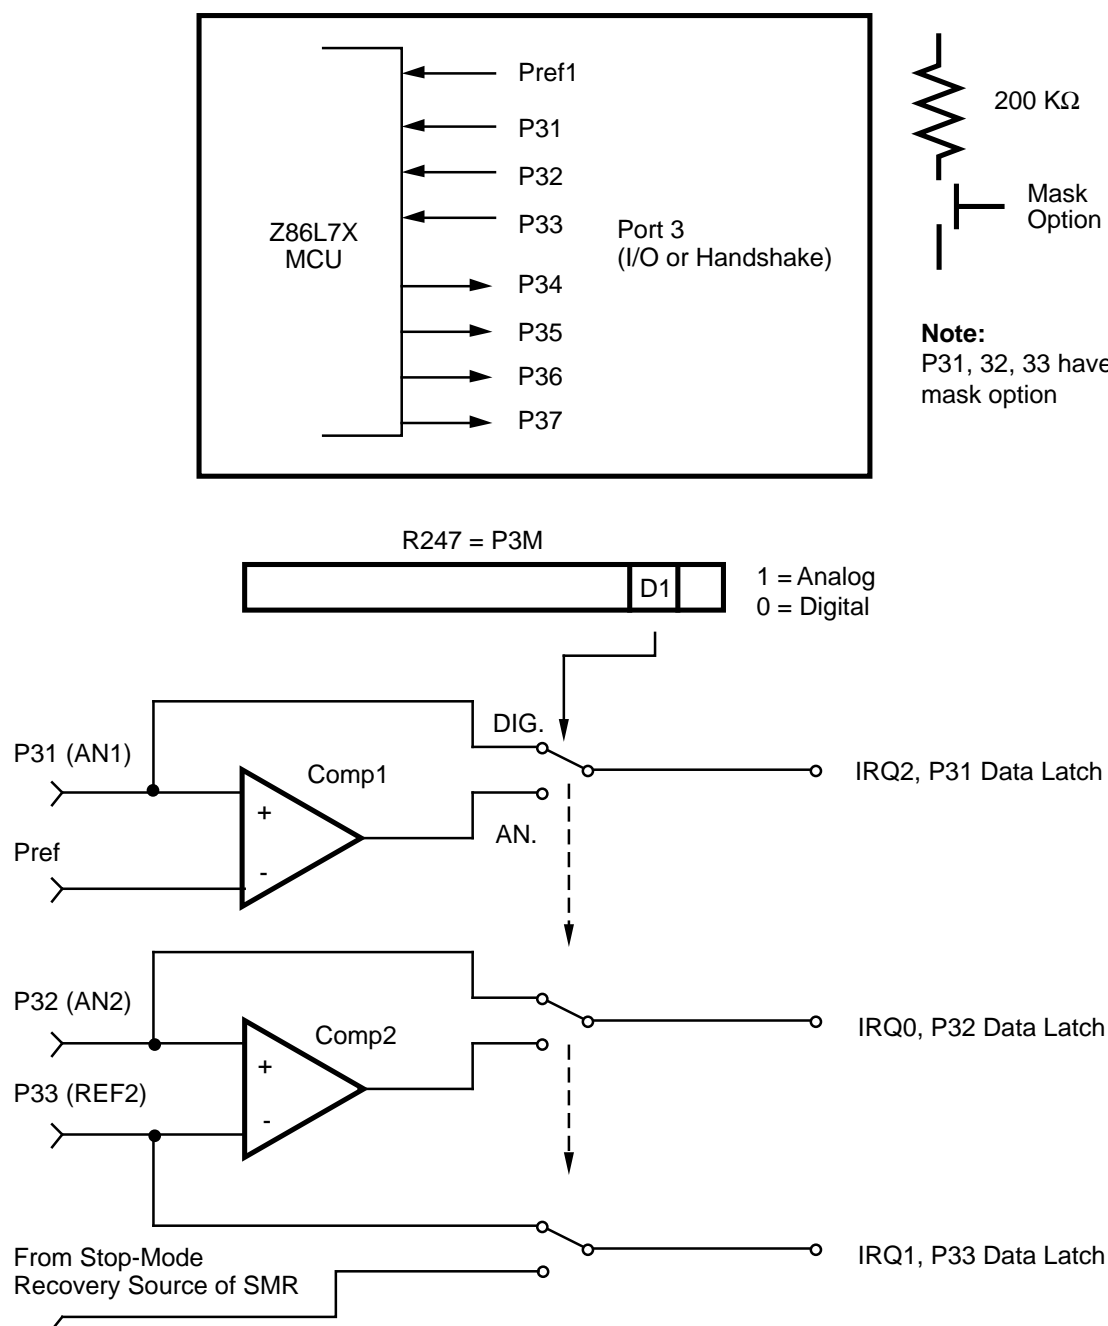 Pref1
200 KΩ
P31
P32
Mask
Option
P33
Z86L7X
MCU
Port 3
(I/O or Handshake)
P34
P35
P36
P37
Note:
P31, 32, 33 have
mask option
R247 = P3M
D1
1 = Analog
0 = Digital
DIG.
P31 (AN1)
Comp1
IRQ2, P31 Data Latch
+
AN.
Pref
-
P32 (AN2)
Comp2
IRQ0, P32 Data Latch
+
P33 (REF2)
-
From Stop-Mode
Recovery Source of SMR
IRQ1, P33 Data Latch